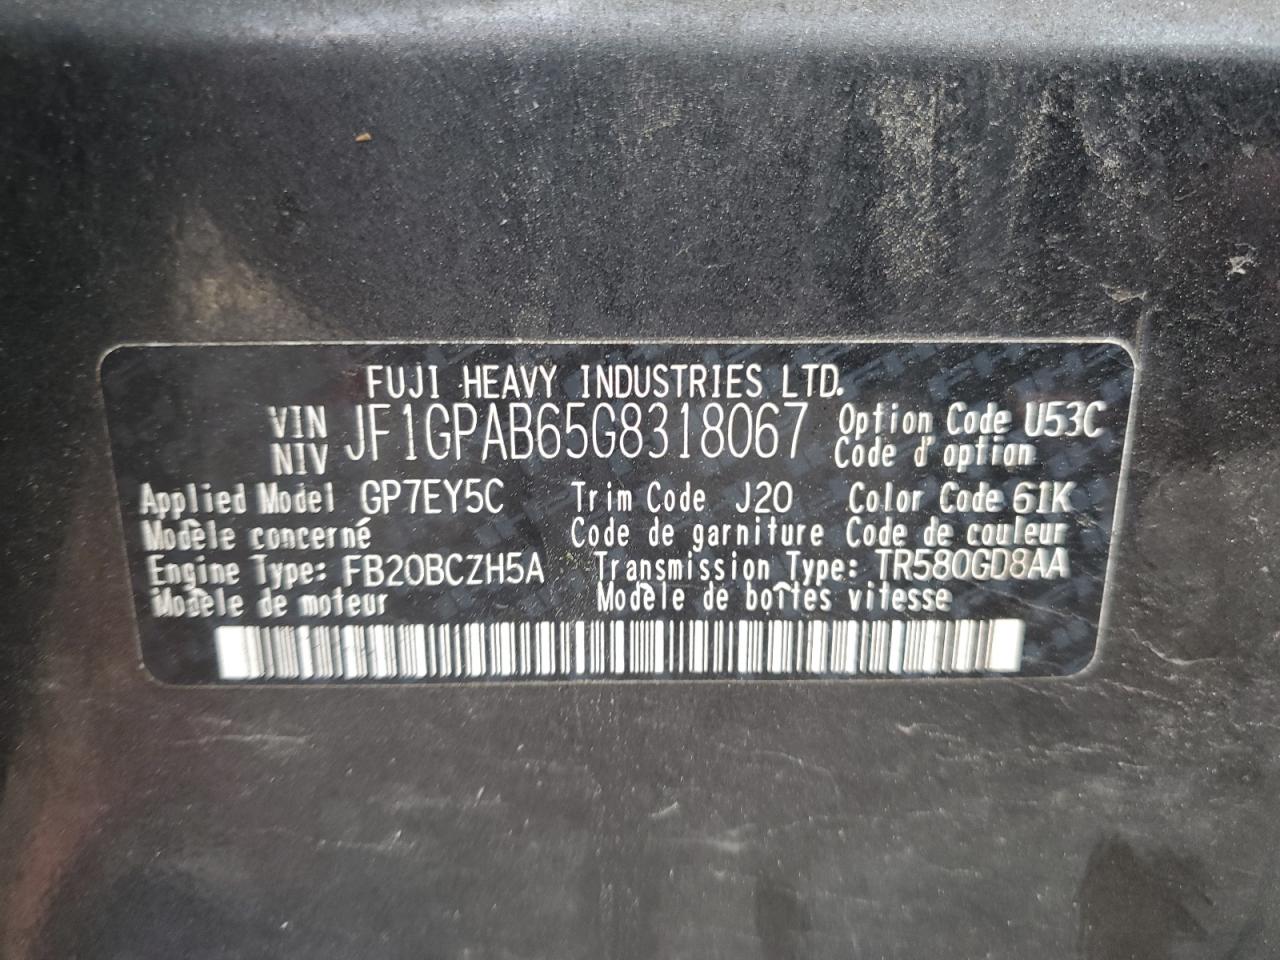 FUJI HEAVY INDUSTRIES LTD.
VIN JF1GPAB65G8318067 Option Code U53C
NIV Code d'option
Applied Model GP7EY5C Trim Code J20 Color Code 61K
Modèle concerné Code de garniture Code de couleur
Engine Type: FB20BCZH5A Transmission Type: TR580GD8AA
Modèle de moteur Modèle de boîtes vitesse